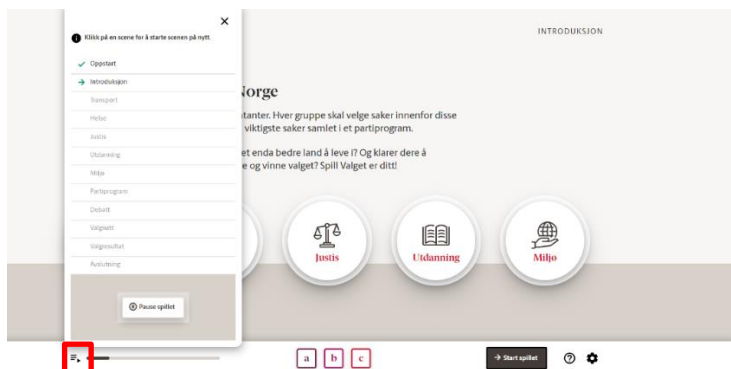 INTRODUKSJON
Klikk på en scene for å starte scenen på nytt.
Oppstart
Introduksjon
Transport
Helse
Justis
Utdanning
Miljø
Partiprogram
Debatt
Valgnatt
Valgresultat
Avslutning
Pause spillet
Norge
tanter. Hver gruppe skal velge saker innenfor disse
viktigste saker samlet i et partiprogram.
et enda bedre land å leve i? Og klarer dere å
e og vinne valget? Spill Valget er ditt!
Justis
Utdanning
Miljø
a b c
Start spillet